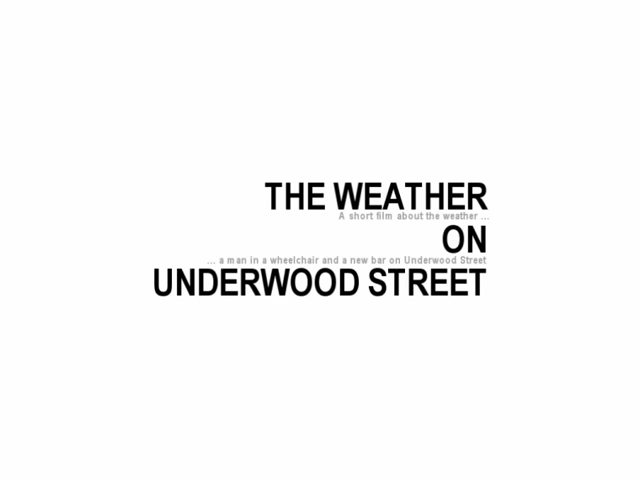 THE WEATHER
A short film about the weather ...
ON
... a man in a wheelchair and a new bar on Underwood Street
UNDERWOOD STREET